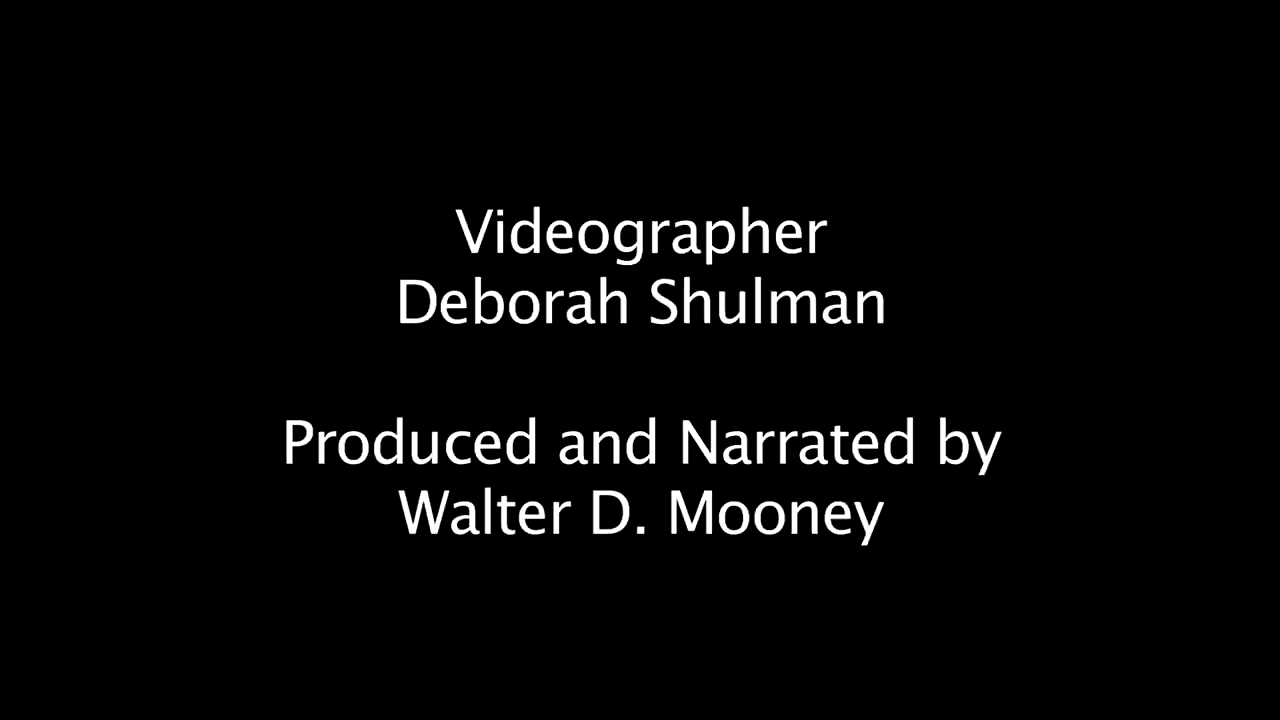 Videographer
Deborah Shulman
Produced and Narrated by
Walter D. Mooney